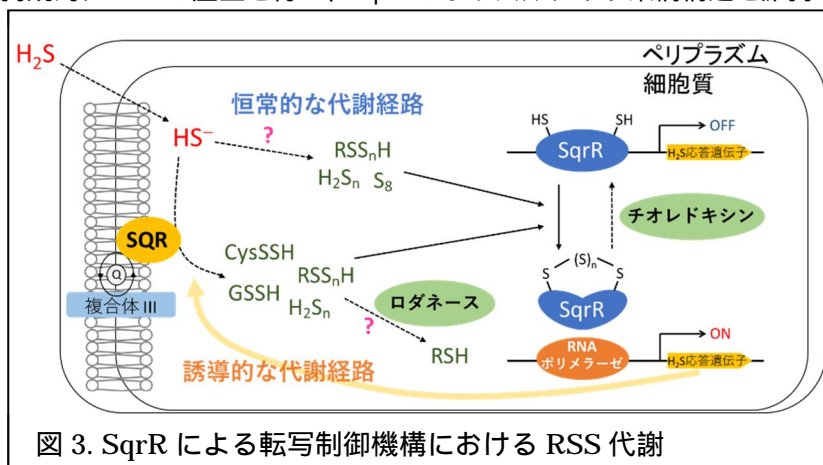 ペリプラズム
細胞質
H₂S
恒常的な代謝経路
HS⁻
?
RSSₙH
H₂Sₙ S₈
HS
SH
SqrR
OFF
H₂S応答遺伝子
チオレドキシン
SQR
Q
複合体 III
CysSSH
RSSₙH
GSSH
H₂Sₙ
?
ロダネース
RSH
誘導的な代謝経路
(S)ₙ
S
S
SqrR
RNA
ポリメラーゼ
ON
H₂S応答遺伝子
図 3. SqrR による転写制御機構における RSS 代謝